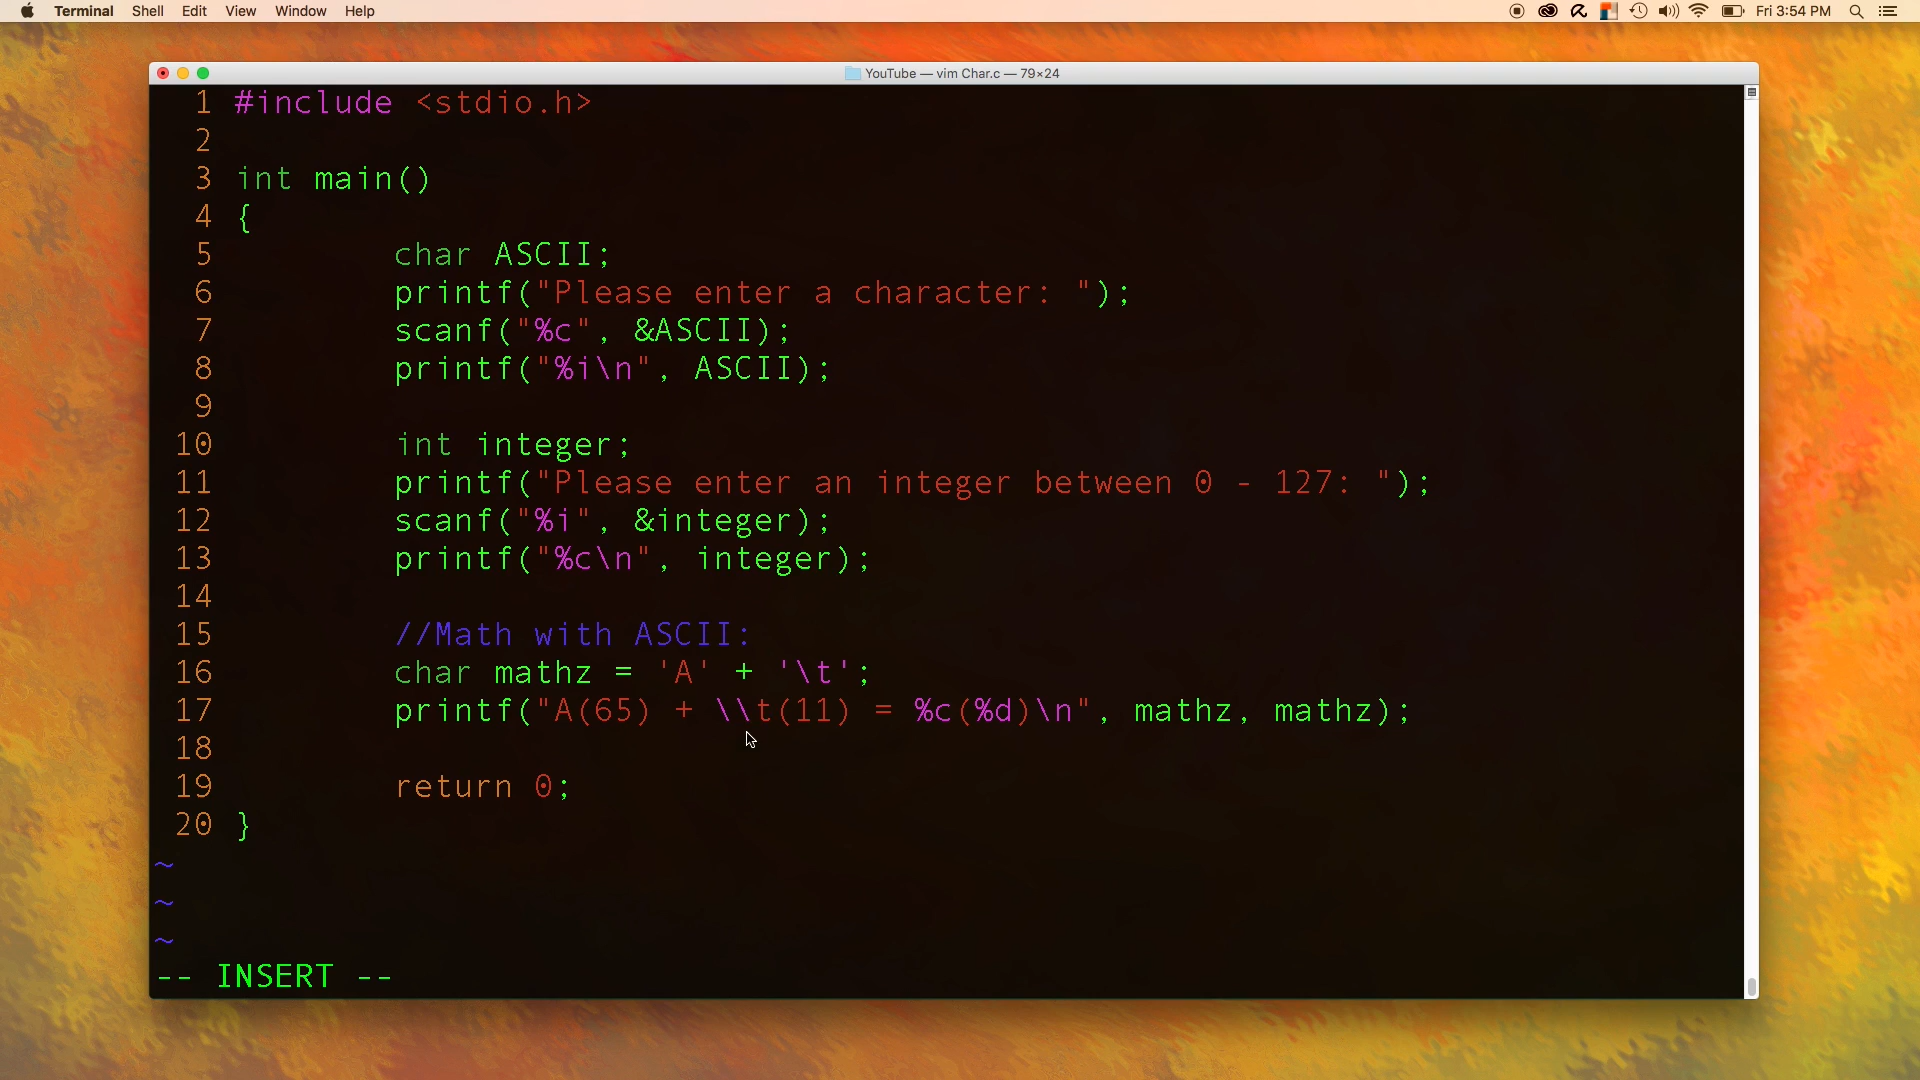 Terminal Shell Edit View Window Help Fri 3:54 PM
YouTube — vim Char.c — 79×24
1 #include <stdio.h>
2
3 int main()
4 {
5 char ASCII;
6 printf("Please enter a character: ");
7 scanf("%c", &ASCII);
8 printf("%i\n", ASCII);
9
10 int integer;
11 printf("Please enter an integer between 0 - 127: ");
12 scanf("%i", &integer);
13 printf("%c\n", integer);
14
15 //Math with ASCII:
16 char mathz = 'A' + '\t';
17 printf("A(65) + \\t(11) = %c(%d)\n", mathz, mathz);
18
19 return 0;
20 }
~
~
~
-- INSERT --